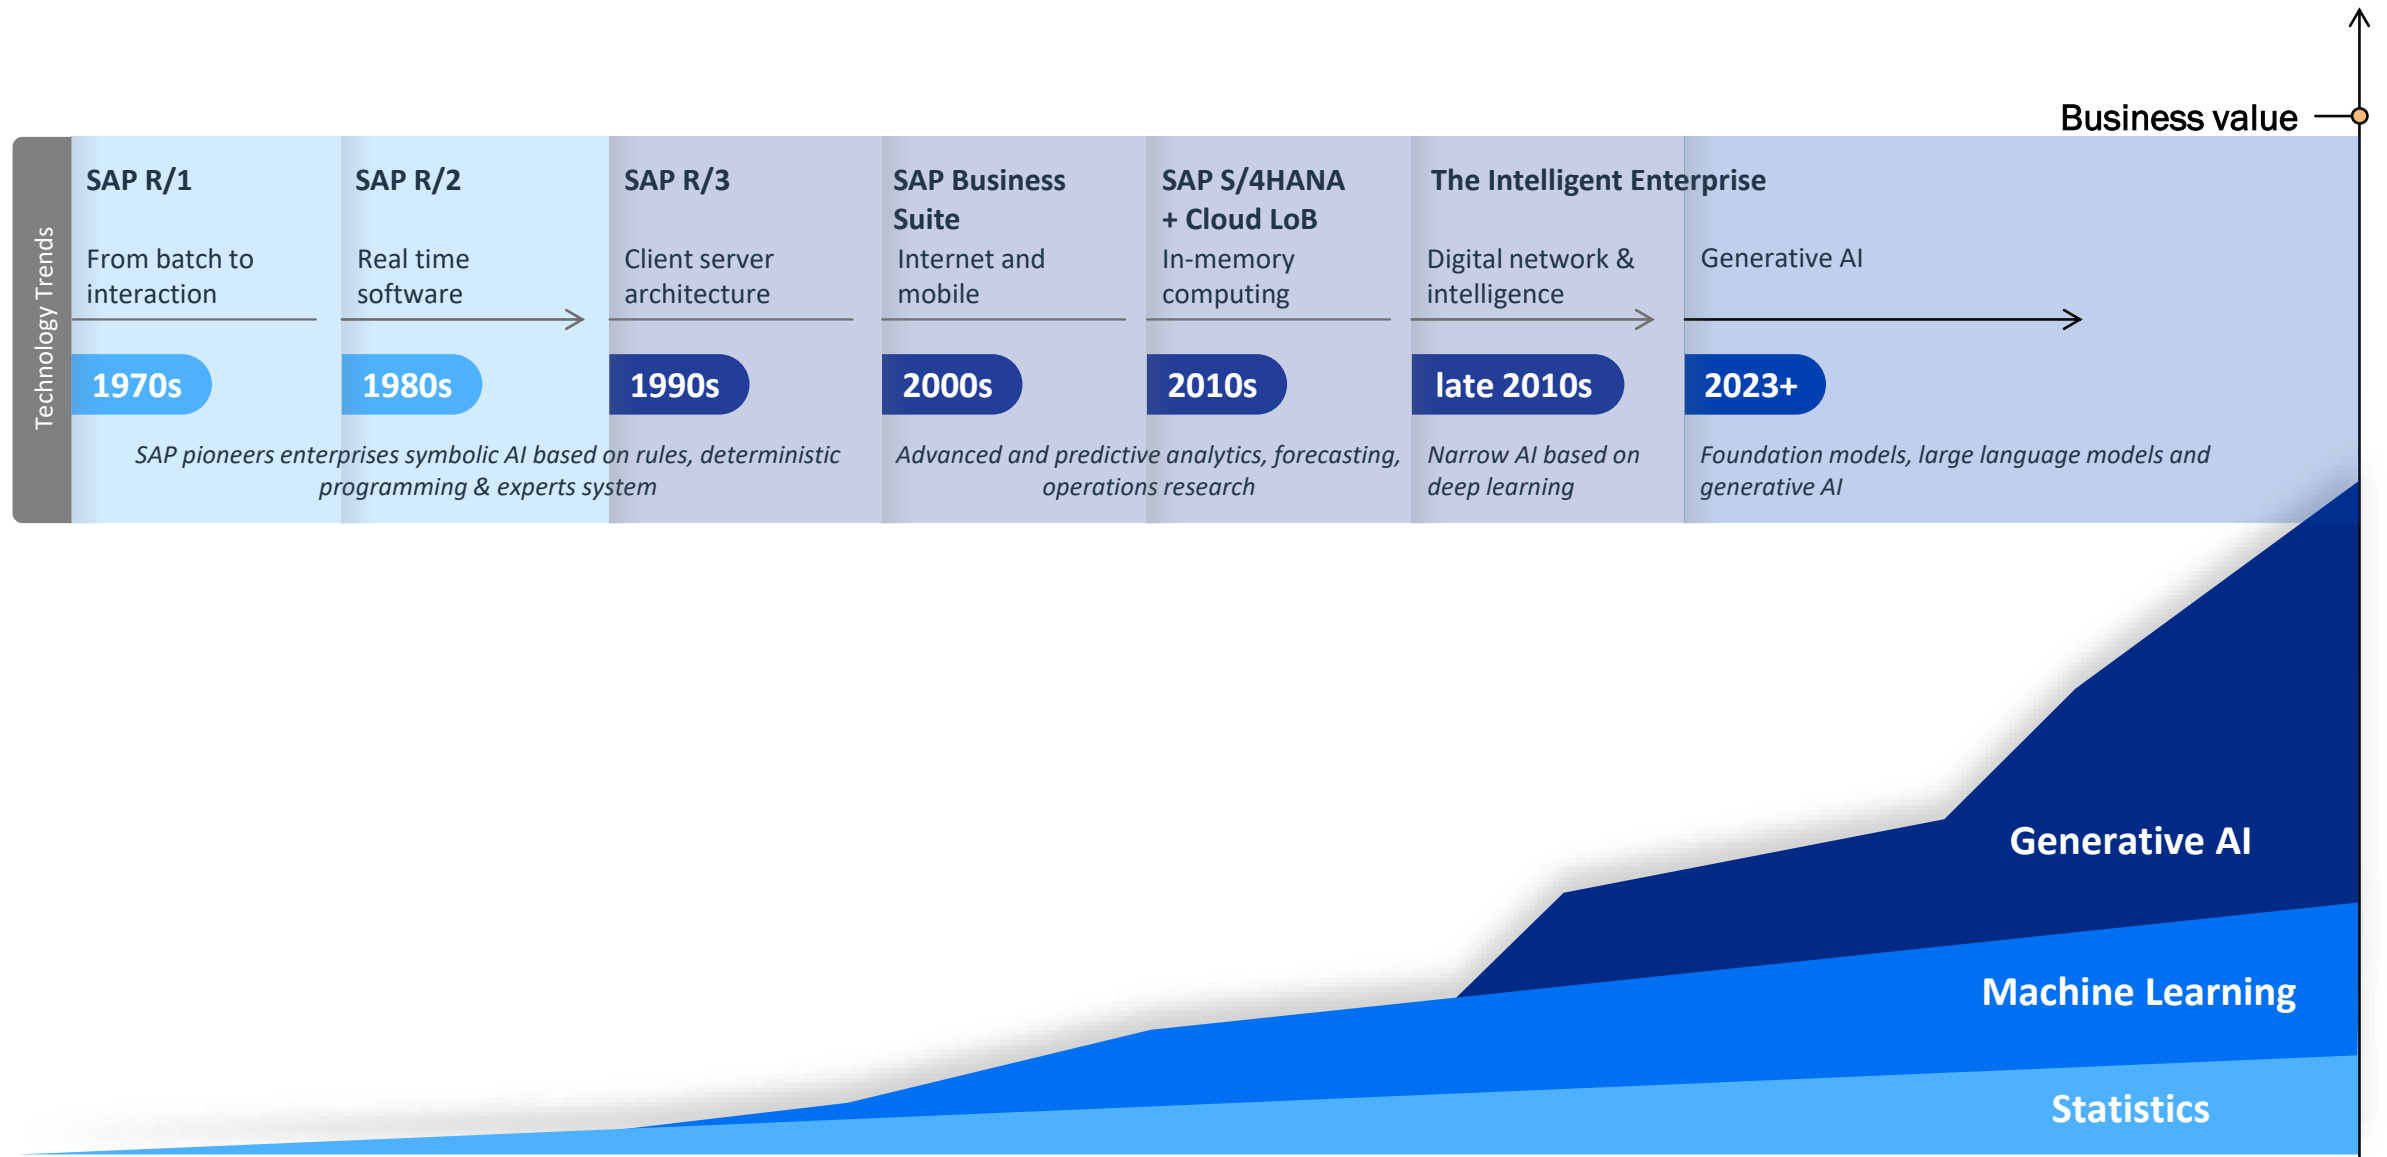 Business value
Technology Trends
SAP R/1
From batch to
interaction
1970s
SAP R/2
Real time
software
1980s
SAP R/3
Client server
architecture
1990s
SAP pioneers enterprises symbolic AI based on rules, deterministic
programming & experts system
SAP Business
Suite
Internet and
mobile
2000s
SAP S/4HANA
+ Cloud LoB
In-memory
computing
2010s
Advanced and predictive analytics, forecasting,
operations research
The Intelligent Enterprise
Digital network &
intelligence
late 2010s
Narrow AI based on
deep learning
Generative AI
2023+
Foundation models, large language models and
generative AI
Generative AI
Machine Learning
Statistics